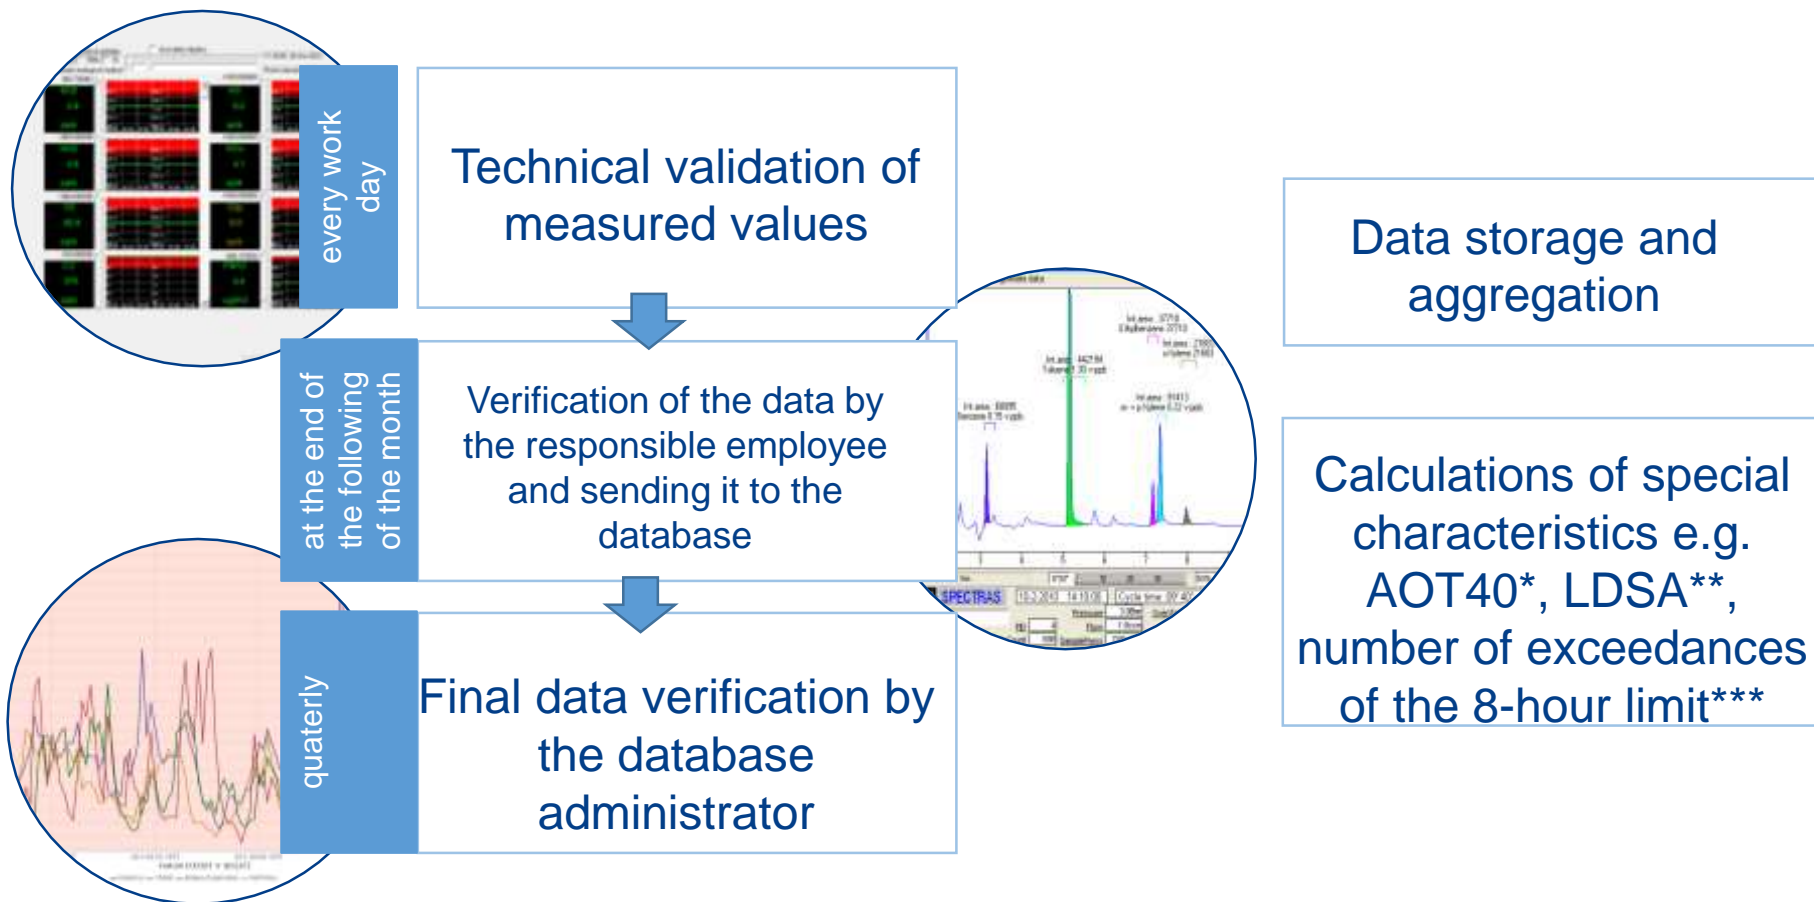 every work
day
Technical validation of
measured values
at the end of
the following
of the month
Verification of the data by
the responsible employee
and sending it to the
database
quaterly
Final data verification by
the database
administrator
SPECTRAS
Data storage and
aggregation
Calculations of special
characteristics e.g.
AOT40*, LDSA**,
number of exceedances
of the 8-hour limit***